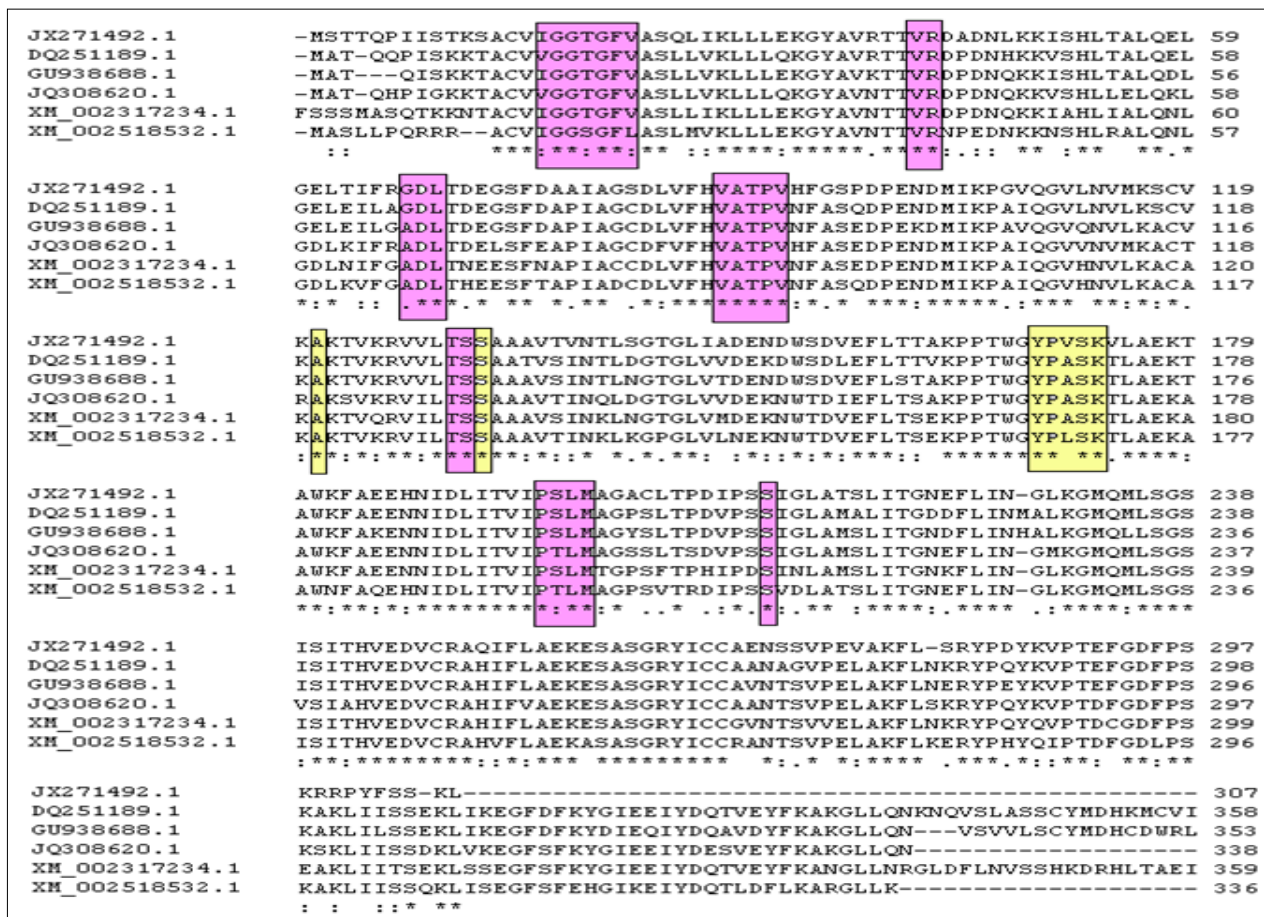 JX271492.1 -MSTTQPIISTKSACVIGGTGFVASQLIKLLLEKGYAVRTTVRDADNLKKISHLTALQEL 59
DQ251189.1 -MAT-QQPISKKTACVVGGTGFVASLLVKLLLQKGYAVRTTVRDPDNHKKVSHLTALQEL 58
GU938688.1 -MAT---QISKKTACVIGGTGFVASLLVKLLLEKGYAVKTTVRDPDNQKKISHLTALQDL 56
JQ308620.1 -MAT-QHPIGKKTACVVGGTGFVASLLVKLLLQKGYAVNTTVRDPDNQKKVSHLLELQKL 58
XM_002317234.1 FSSSMASQTKKNTACVIGGTGFVASLLVKLLLEKGYAVNTTVRDPDNQKKIAHLIALQNL 60
XM_002518532.1 -MASLLPQRRR--ACVIGGSGFLASLMVKLLLEKGYAVNTTVRNPEDNKKNSHLRALQNL 57
:: ***:**:**:** ::****:*****.****:.:: ** :** **.*
JX271492.1 GELTIFRGDLTDEGSFDAAIAGSDLVFHVATPVHFGSPDPENDMIKPGVQGVLNVMKSCV 119
DQ251189.1 GELEILAGDLTDEGSFDAPIAGCDLVFHVATPVNFASQDPENDMIKPAIQGVLNVLKSCV 118
GU938688.1 GELEILGADLTDEGSFDAPIAGCDLVFHVATPVNFASEDPEKDMIKPAVQGVQNVLKACV 116
JQ308620.1 GDLKIFRADLTDELSFEAPIAGCDFVFHVATPVHFASEDPENDMIKPAIQGVVNVMKACT 118
XM_002317234.1 GDLNIFGADLTNEESFNAPIACCDLVFHVATPVNFASEDPENDMIKPAIQGVHNVLKACA 120
XM_002518532.1 GDLKVFGADLTHEESFTAPIADCDLVFHVATPVNFASQDPENDMIKPAIQGVHNVLKACA 117
*:* :: .***.* ** *.** .*:********:*.* ***:*****.:*** **:*:*.
JX271492.1 KAKTVKRVVLTSSAAAVTVNTLSGTGLIADENDWSDVEFLTTAKPPTWGYPVSKVLAEKT 179
DQ251189.1 KAKTVKRVVLTSSAATVSINTLNGTGLVVDEKDWSDLEFLTTVKPPTWGYPASKTLAEKT 178
GU938688.1 KAKTVKRVVLTSSAAAVSINTLNGTGLVTDENDWSDVEFLSTAKPPTWGYPASKTLAEKT 176
JQ308620.1 RAKSVKRVILTSSAAAVTINQLDGTGLVVDEKNWTDIEFLTSAKPPTWGYPASKTLAEKA 178
XM_002317234.1 KAKTVQRVILTSSAAAVSINKLNGTGLVMDEKNWTDVEFLTSEKPPTWGYPASKTLAEKA 180
XM_002518532.1 KAKTVKRVILTSSAAAVTINKLKGPGLVLNEKNWTDVEFLTSEKPPTWGYPLSKTLAEKA 177
:**:*:**:******:*::* *.*.**: :*::*:*:***:: ******** **.****:
JX271492.1 AWKFAEEHNIDLITVIPSLMAGACLTPDIPSSIGLATSLITGNEFLIN-GLKGMQMLSGS 238
DQ251189.1 AWKFAEENNIDLITVIPSLMAGPSLTPDVPSSIGLAMALITGDDFLINMALKGMQMLSGS 238
GU938688.1 AWKFAKENNIDLITVIPSLMAGYSLTPDVPSSIGLAMSLITGNDFLINHALKGMQLLSGS 236
JQ308620.1 AWKFAEENNIDLITVIPTLMAGSSLTSDVPSSIGLAMSLITGNEFLIN-GMKGMQMLSGS 237
XM_002317234.1 AWKFAEENNIDLITVIPSLMTGPSFTPHIPDSINLAMSLITGNKFLIN-GLKGMQMLSGS 239
XM_002518532.1 AWNFAQEHNIDLITVIPTLMAGPSVTRDIPSSVDLATSLITGNEFLIN-GLKGMQMLSGS 236
**:**:*:*********:**:* ..* .:*.*:.** :****:.**** .:****:****
JX271492.1 ISITHVEDVCRAQIFLAEKESASGRYICCAENSSVPEVAKFL-SRYPDYKVPTEFGDFPS 297
DQ251189.1 ISITHVEDVCRAHIFLAEKESASGRYICCAANAGVPELAKFLNKRYPQYKVPTEFGDFPS 298
GU938688.1 ISITHVEDVCRAHIFLAEKESASGRYICCAVNTSVPELAKFLNERYPEYKVPTEFGDFPS 296
JQ308620.1 VSIAHVEDVCRAHIFVAEKESASGRYICCAANTSVPELAKFLSKRYPQYKVPTDFGDFPS 297
XM_002317234.1 ISITHVEDVCRAHIFLAEKESASGRYICCGVNTSVVELAKFLNKRYPQYQVPTDCGDFPS 299
XM_002518532.1 ISITHVEDVCRAHVFLAEKASASGRYICCRANTSVPELAKFLKERYPHYQIPTDFGDLPS 296
:**:********::*:*** ********* *:.* *:**** .***.*::**: **:**
JX271492.1 KRRPYFSS-KL------------------------------------------------- 307
DQ251189.1 KAKLIISSEKLIKEGFDFKYGIEEIYDQTVEYFKAKGLLQNKNQVSLASSCYMDHKMCVI 358
GU938688.1 KAKLILSSEKLIKEGFDFKYDIEQIYDQAVDYFKAKGLLQN---VSVVLSCYMDHCDWRL 353
JQ308620.1 KSKLIISSDKLVKEGFSFKYGIEEIYDESVEYFKAKGLLQN------------------- 338
XM_002317234.1 EAKLIITSEKLSSEGFSFKYGIEEIYDQTVEYFKANGLLNRGLDFLNVSSHKDRHLTAEI 359
XM_002518532.1 KAKLIISSQKLISEGFSFEHGIKEIYDQTLDFLKARGLLK-------------------- 336
: : ::* **